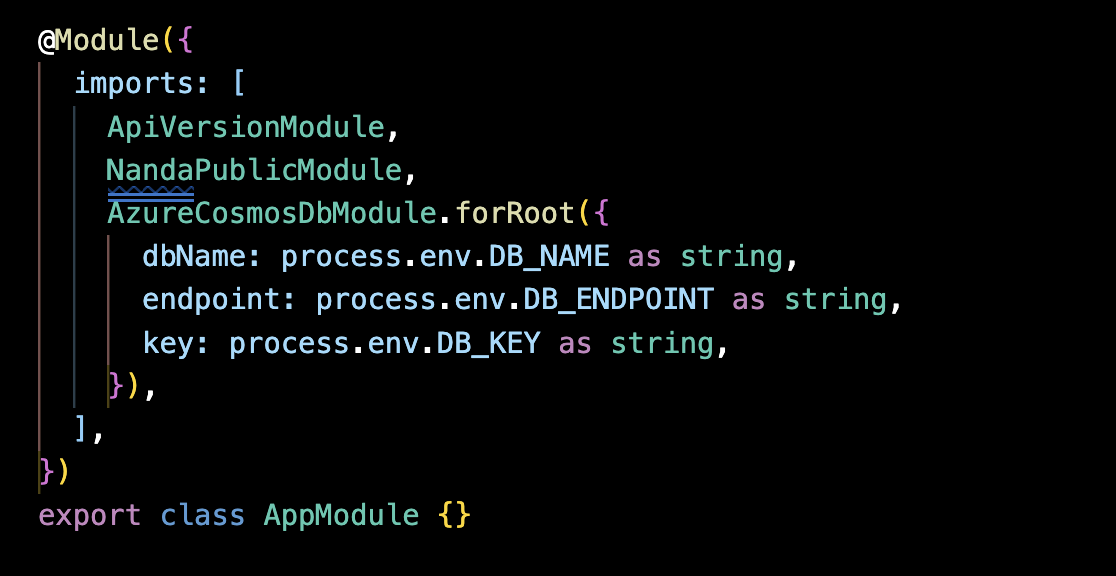 @Module({
imports: [
ApiVersionModule,
NandaPublicModule,
AzureCosmosDbModule.forRoot({
dbName: process.env.DB_NAME as string,
endpoint: process.env.DB_ENDPOINT as string,
key: process.env.DB_KEY as string,
}),
],
})
export class AppModule {}